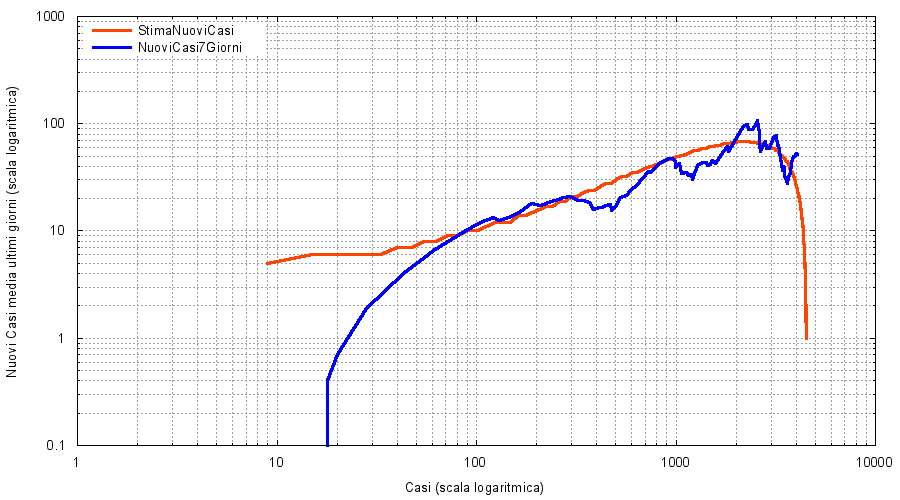 1000
100
10
1
0.1
Nuovi Casi media ultimi giorni (scala logaritmica)
StimaNuoviCasi
NuoviCasi7Giorni
1 10 100 1000 10000
Casi (scala logaritmica)